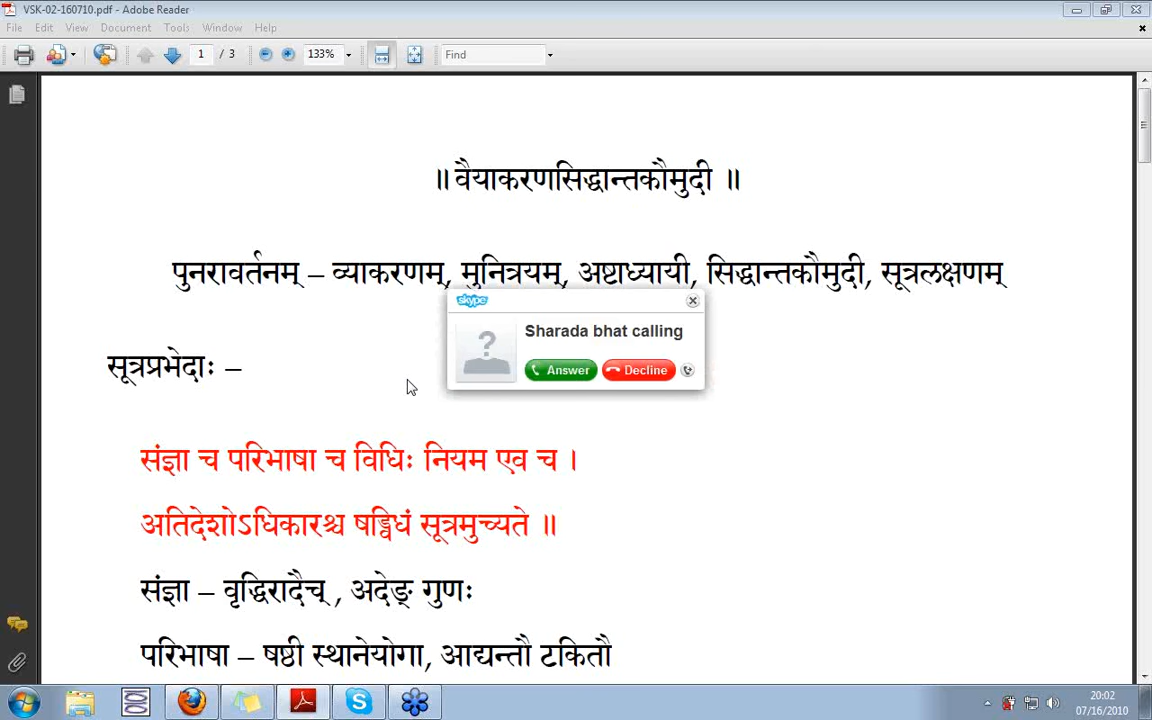 VSK-02-160710.pdf - Adobe Reader
File Edit View Document Tools Window Help
1 / 3 133% Find
॥ वैयाकरणसिद्धान्तकौमुदी ॥
पुनरावर्तनम् – व्याकरणम्, मुनित्रयम्, अष्टाध्यायी, सिद्धान्तकौमुदी, सूत्रलक्षणम्
skype
Sharada bhat calling
Answer Decline
सूत्रप्रभेदाः –
संज्ञा च परिभाषा च विधिः नियम एव च ।
अतिदेशोऽधिकारश्च षड्विधं सूत्रमुच्यते ॥
संज्ञा – वृद्धिरादैच् , अदेङ् गुणः
परिभाषा – षष्ठी स्थानेयोगा, आद्यन्तौ टकितौ
20:02
07/16/2010